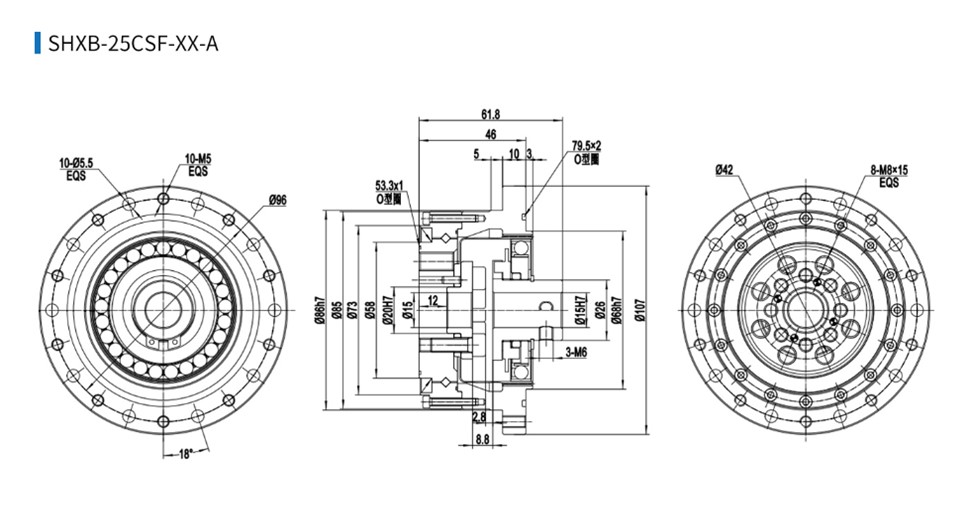 SHXB-25CSF-XX-A
61.8
46
5 10 3
79.5×2
O型圈
10-Ø5.5
EQS
10-M5
EQS
Ø96
53.3x1
O型圈
Ø42
8-M8×15
EQS
Ø86h7
Ø85
Ø73
Ø58
Ø20H7
Ø15
12
Ø15H7
Ø26
Ø68h7
Ø107
3-M6
2.8
8.8
18°